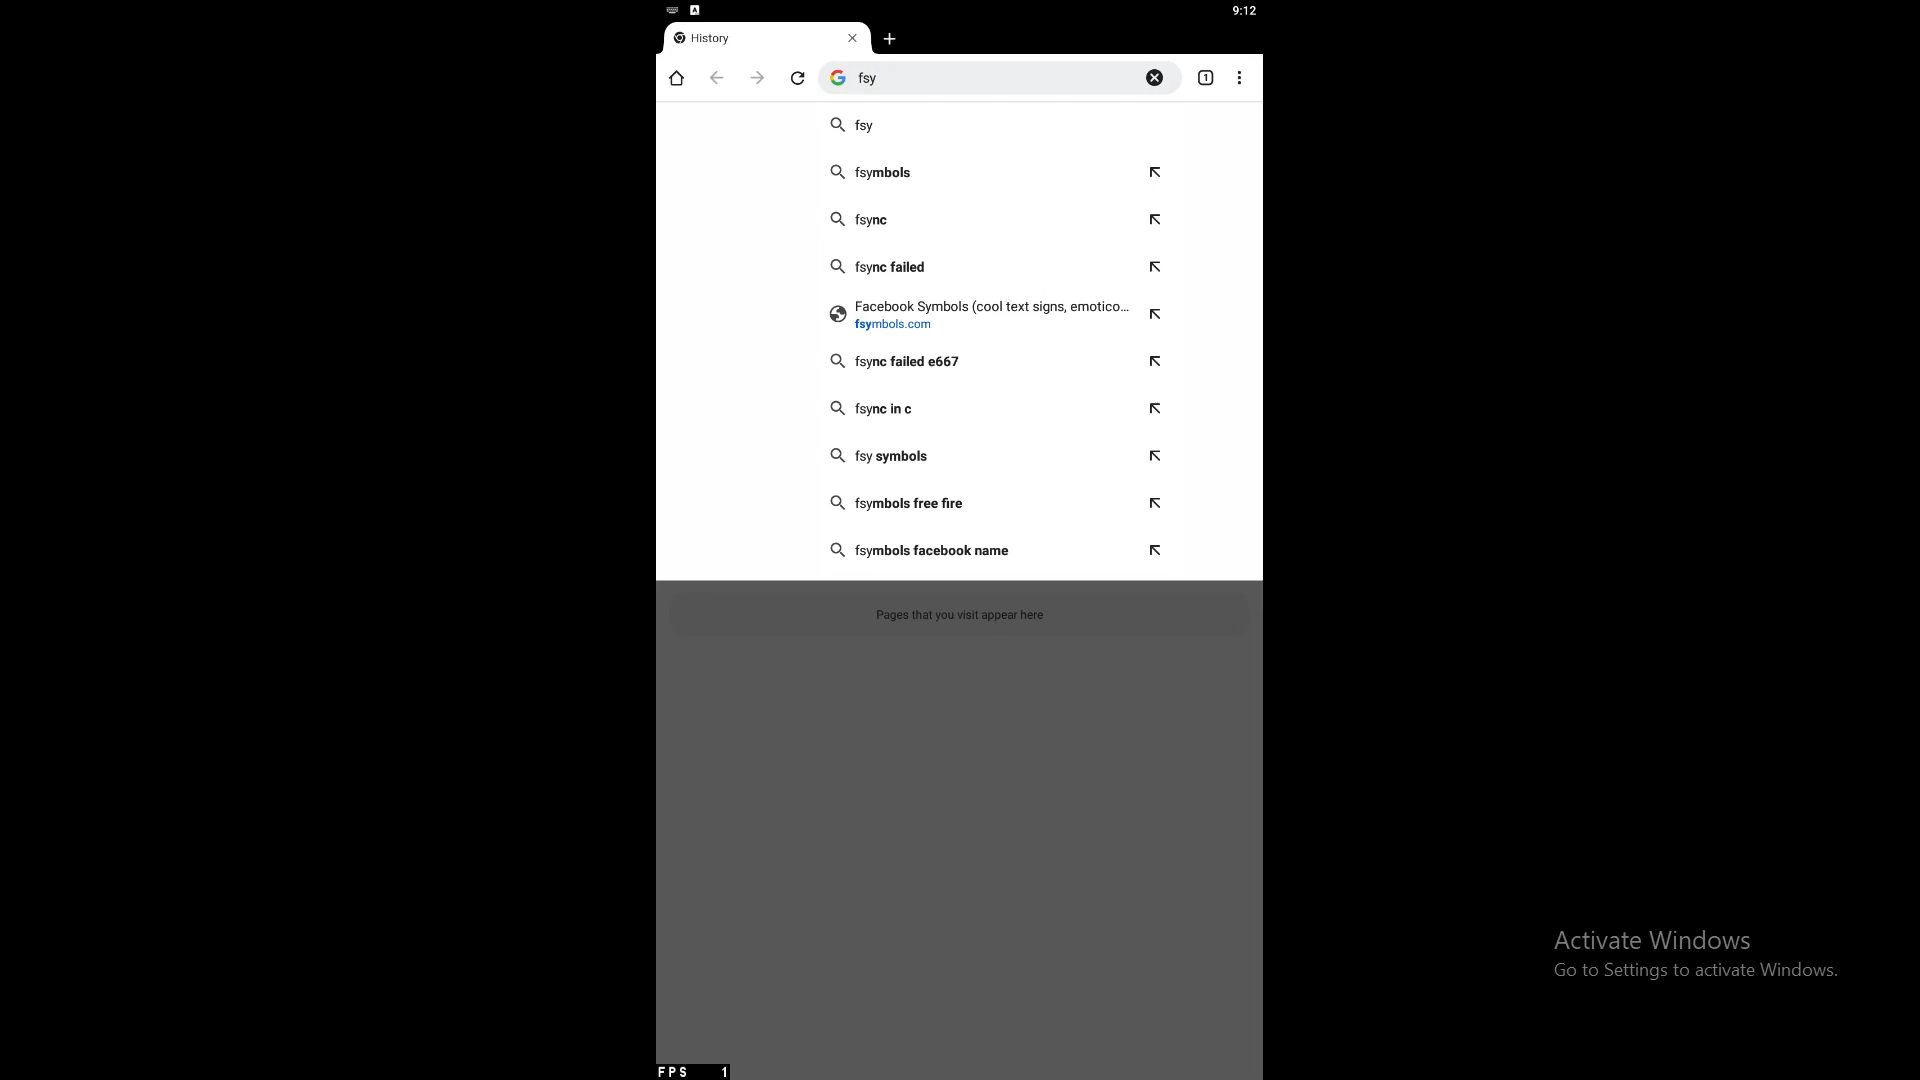 A
9:12
History
fsy
1
fsy
fsymbols
fsync
fsync failed
Facebook Symbols (cool text signs, emotico...
fsymbols.com
fsync failed e667
fsync in c
fsy symbols
fsymbols free fire
fsymbols facebook name
Pages that you visit appear here
Activate Windows
Go to Settings to activate Windows.
FPS 1